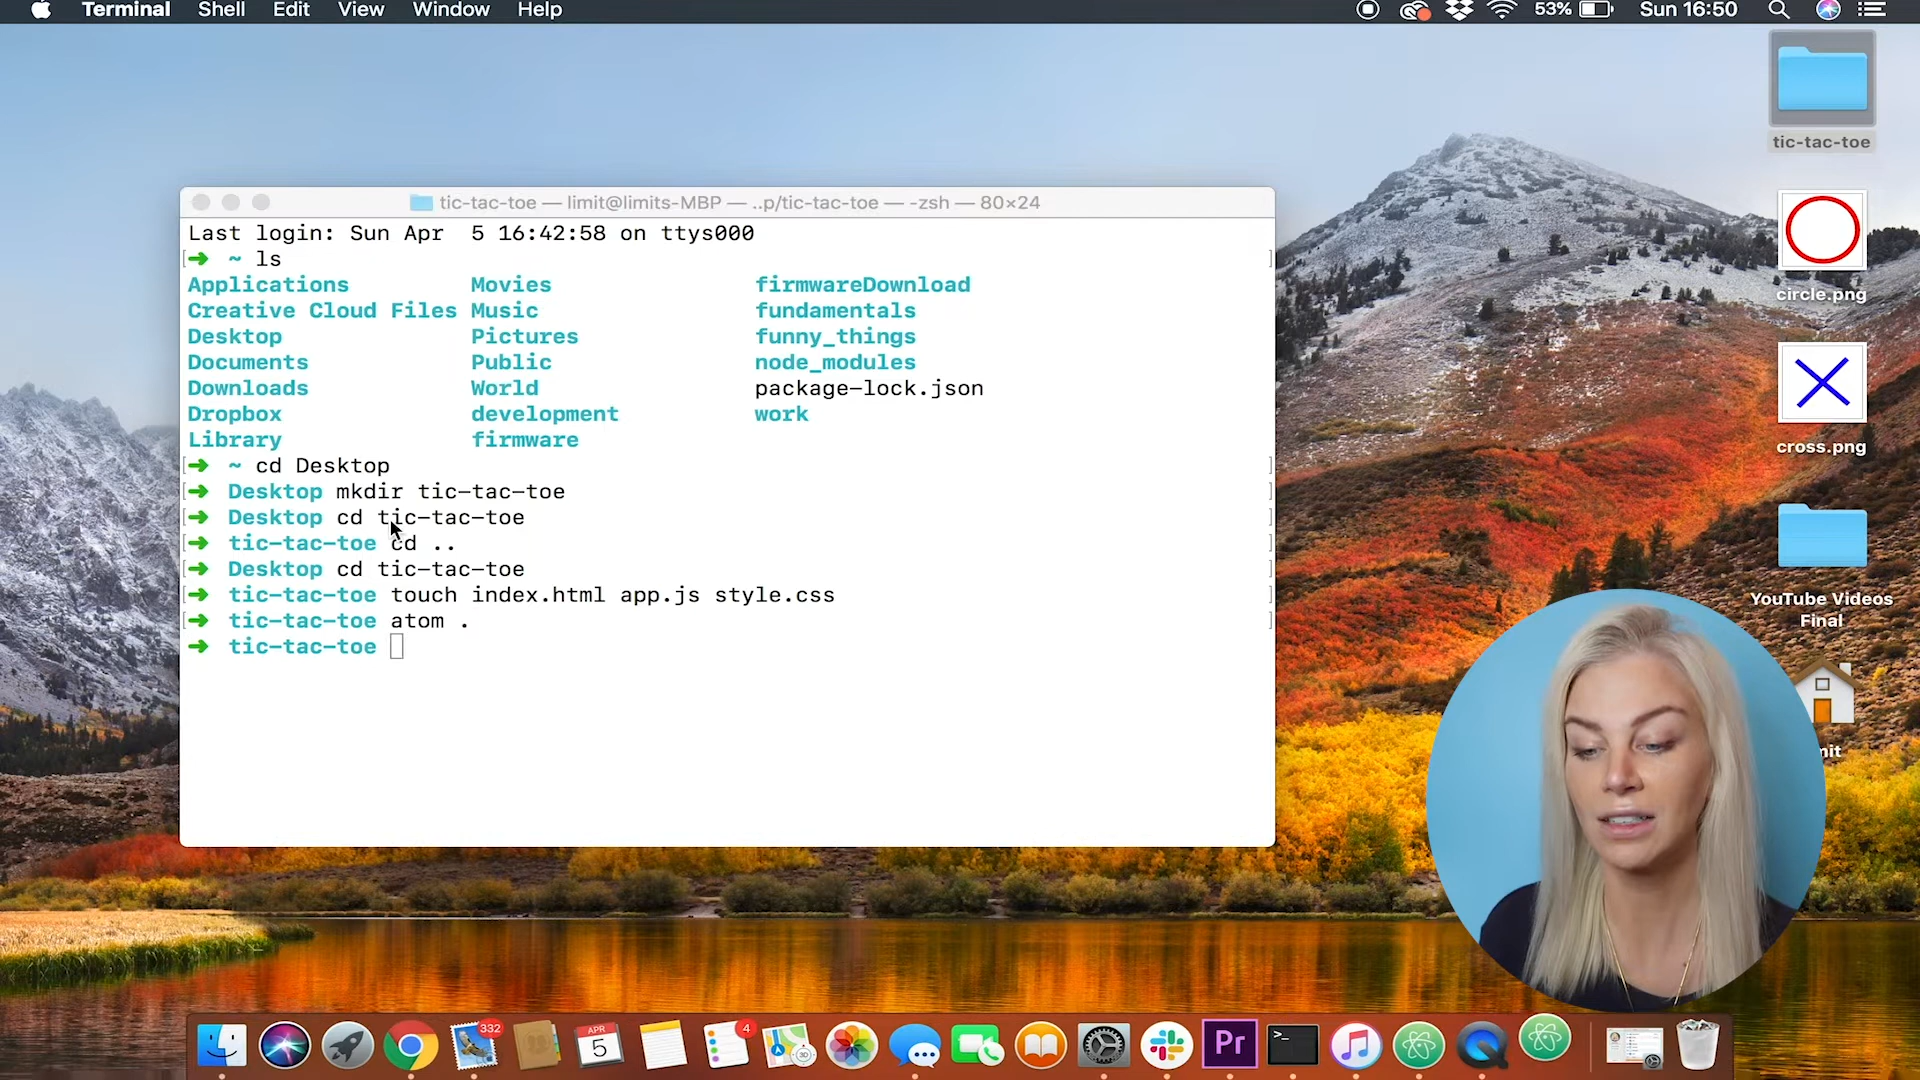 Terminal Shell Edit View Window Help 53% Sun 16:50
tic-tac-toe
circle.png
cross.png
YouTube Videos
Final
tic-tac-toe — limit@limits-MBP — ..p/tic-tac-toe — -zsh — 80×24
Last login: Sun Apr  5 16:42:58 on ttys000
➜ ~ ls
Applications Movies firmwareDownload
Creative Cloud Files Music fundamentals
Desktop Pictures funny_things
Documents Public node_modules
Downloads World package-lock.json
Dropbox development work
Library firmware
➜ ~ cd Desktop
➜ Desktop mkdir tic-tac-toe
➜ Desktop cd tic-tac-toe
➜ tic-tac-toe cd ..
➜ Desktop cd tic-tac-toe
➜ tic-tac-toe touch index.html app.js style.css
➜ tic-tac-toe atom .
➜ tic-tac-toe
332
APR
5
4
3D
Pr
>_